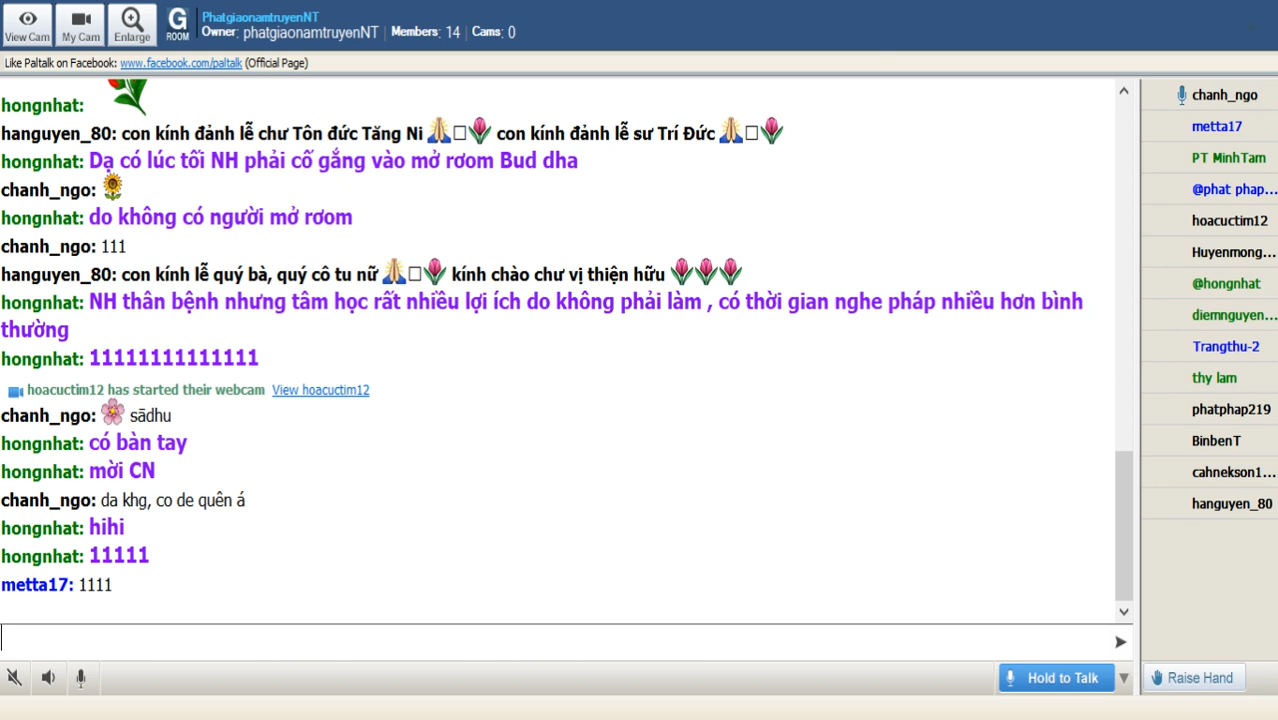 View Cam
My Cam
Enlarge
G
ROOM
PhatgiaonamtruyenNT
Owner: phatgiaonamtruyenNT | Members: 14 | Cams: 0
Like Paltalk on Facebook: www.facebook.com/paltalk (Official Page)
hongnhat:
hanguyen_80: con kính đảnh lễ chư Tôn đức Tăng Ni 🙏□🌷 con kính đảnh lễ sư Trí Đức 🙏□🌷
hongnhat: Dạ có lúc tối NH phải cố gắng vào mở rơom Bud dha
chanh_ngo: 🌻
hongnhat: do không có người mở rơom
chanh_ngo: 111
hanguyen_80: con kính lễ quý bà, quý cô tu nữ 🙏□🌷 kính chào chư vị thiện hữu 🌷🌷🌷
hongnhat: NH thân bệnh nhưng tâm học rất nhiều lợi ích do không phải làm , có thời gian nghe pháp nhiều hơn bình
thường
hongnhat: 11111111111111
hoacuctim12 has started their webcam View hoacuctim12
chanh_ngo: 🌸 sādhu
hongnhat: có bàn tay
hongnhat: mời CN
chanh_ngo: da khg, co de quên á
hongnhat: hihi
hongnhat: 11111
metta17: 1111
Hold to Talk
chanh_ngo
metta17
PT MinhTam
@phat phap...
hoacuctim12
Huyenmong...
@hongnhat
diemnguyen...
Trangthu-2
thy lam
phatphap219
BinbenT
cahnekson1...
hanguyen_80
Raise Hand